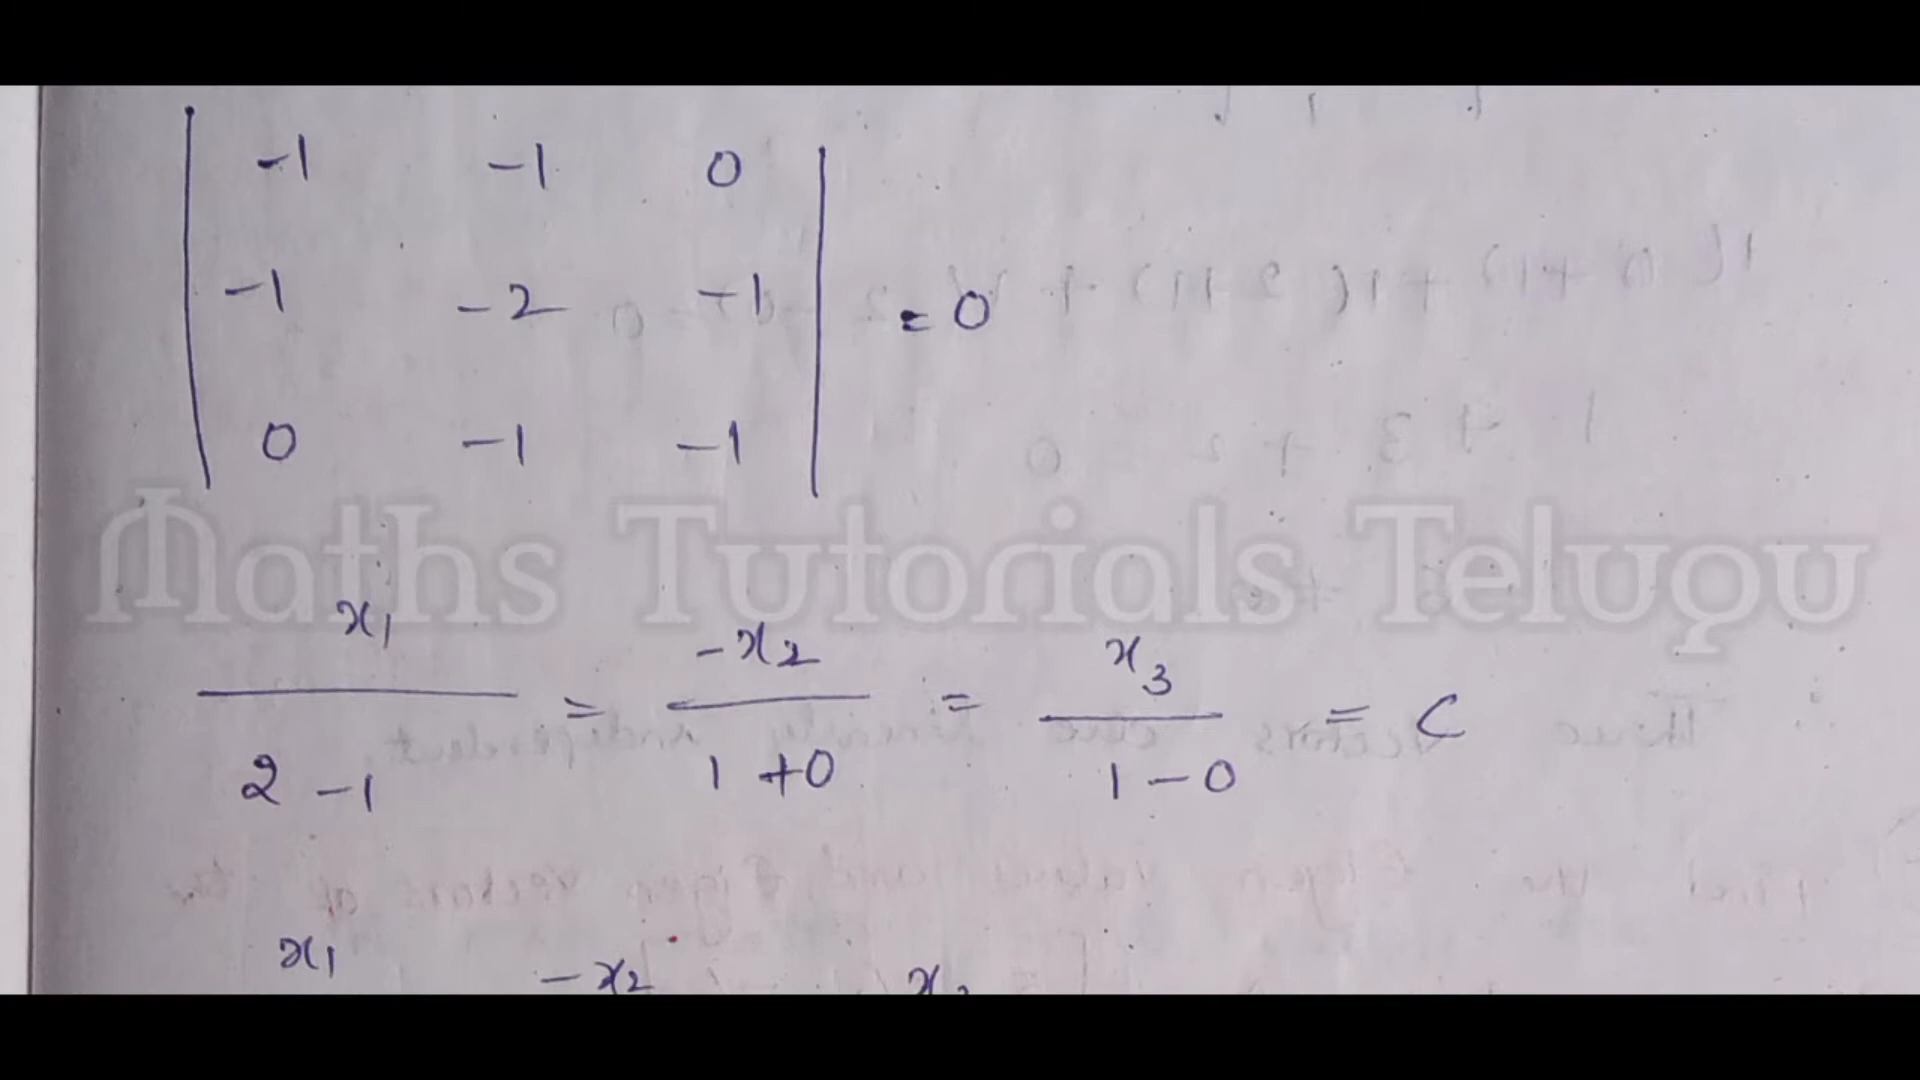 | -1 -1 0 |
| -1 -2 -1 | = 0
| 0 -1 -1 |
Maths Tutorials Telugu
x₁ / 2 - 1 = -x₂ / 1 + 0 = x₃ / 1 - 0 = C
x₁ -x₂